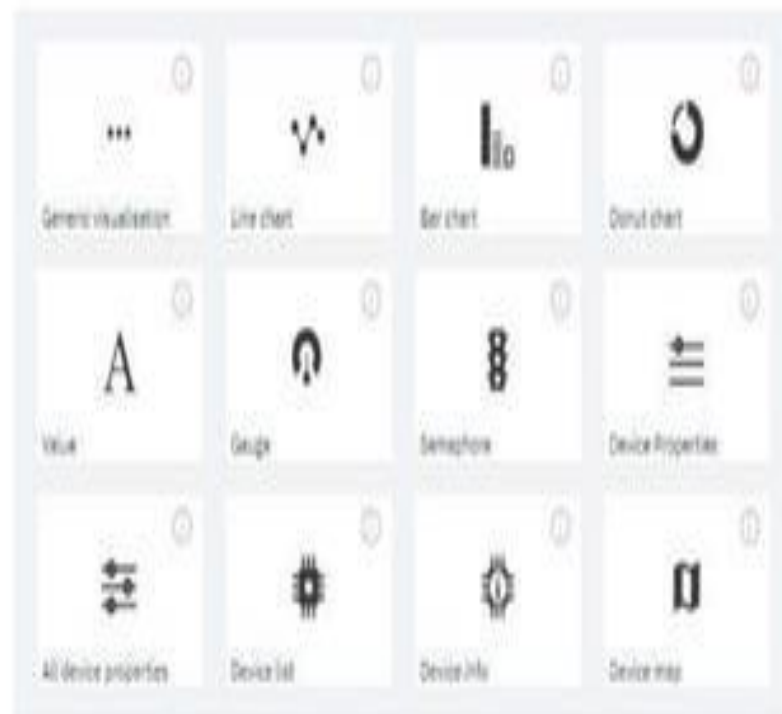 Generic visualisation
Line chart
Bar chart
Donut chart
A
Value
Gauge
Semaphore
Device Properties
All device properties
Device list
Device info
Device map